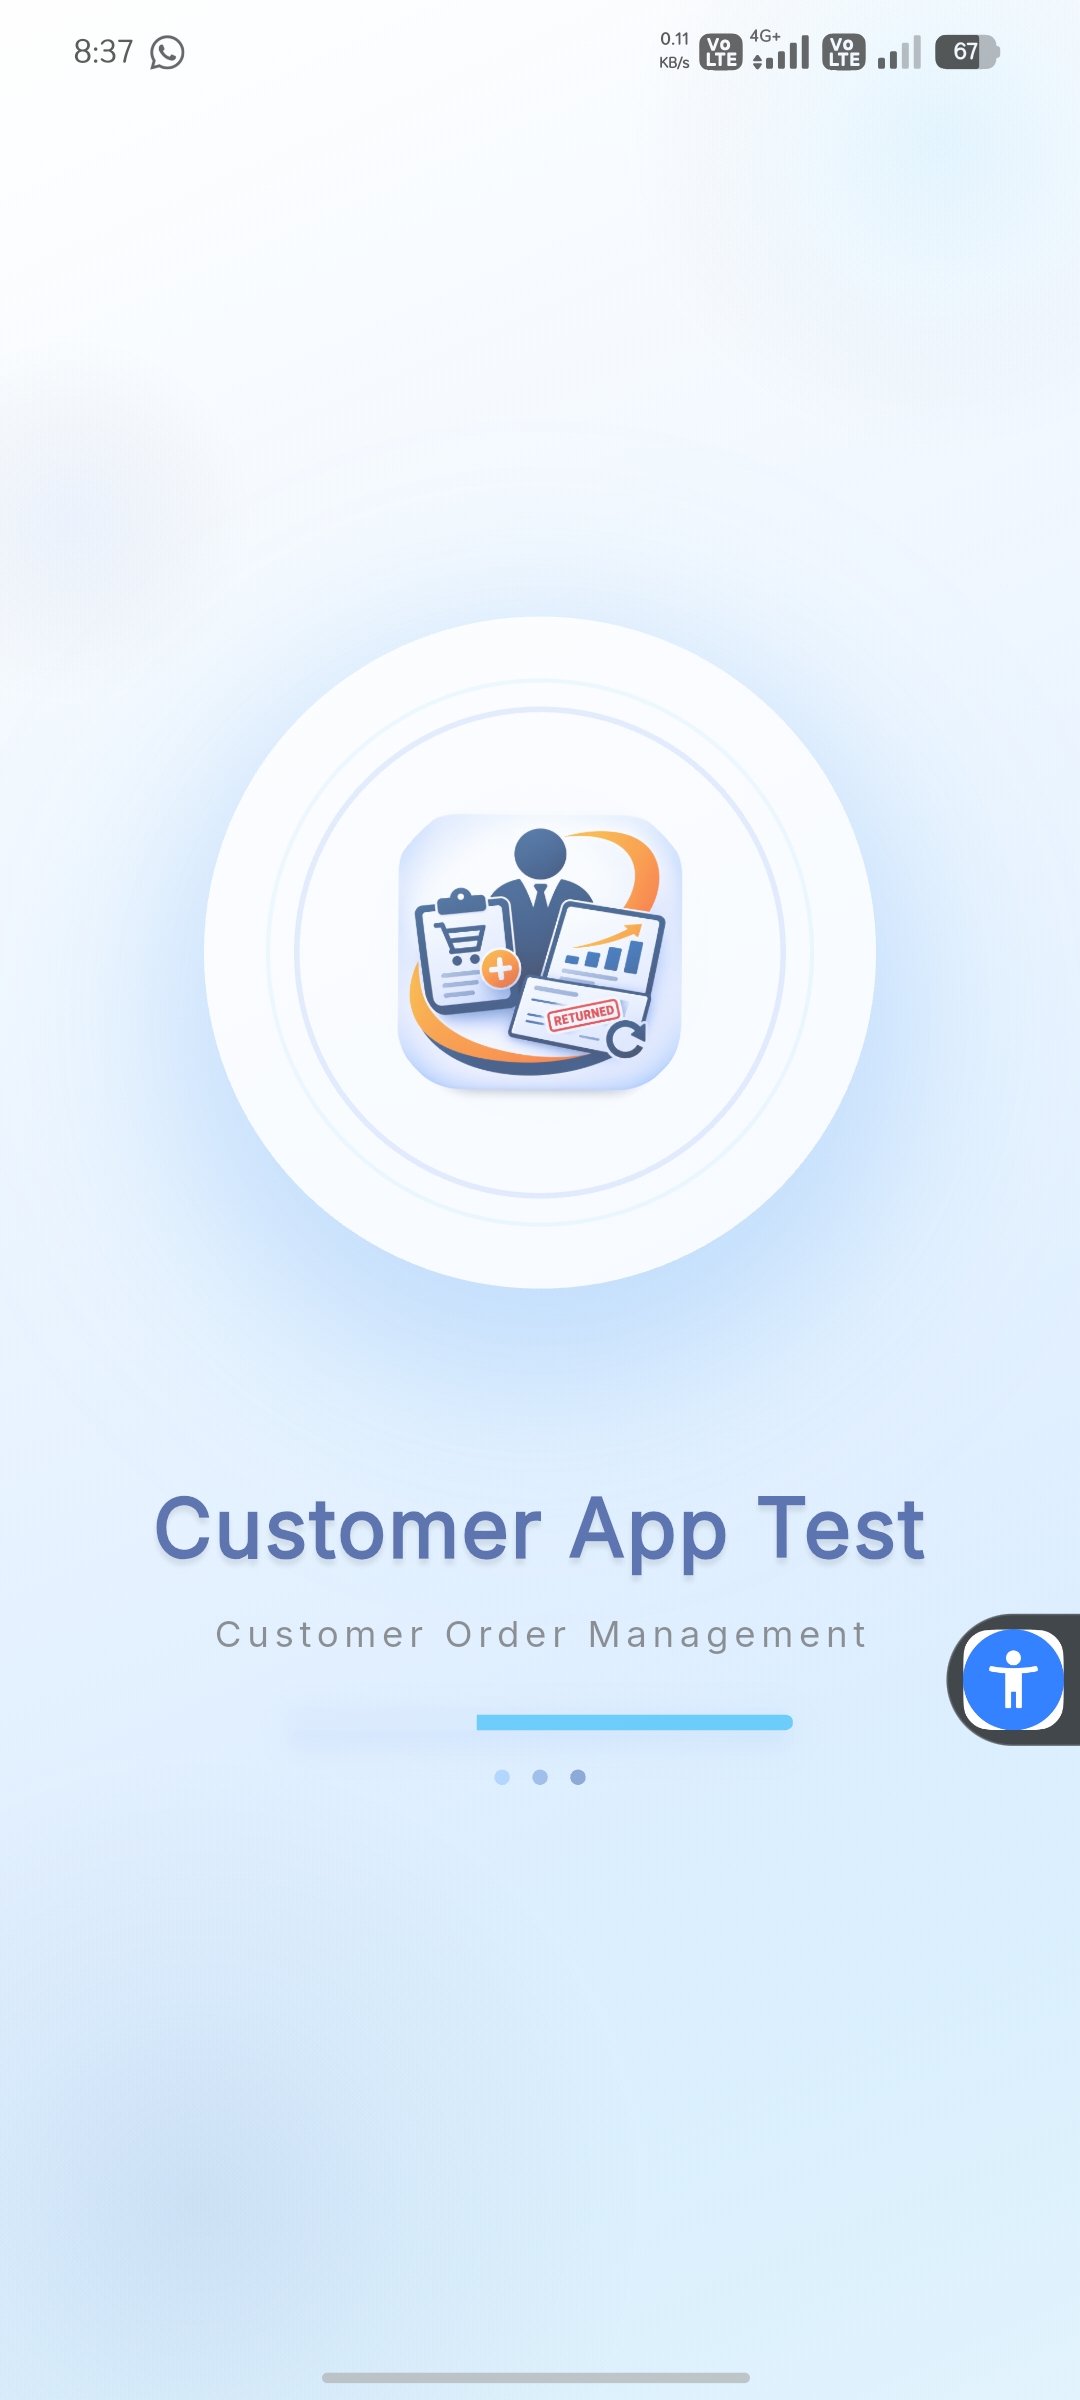 8:37
0.11
KB/s
Vo
LTE
4G+
Vo
LTE
67
RETURNED
Customer App Test
Customer Order Management